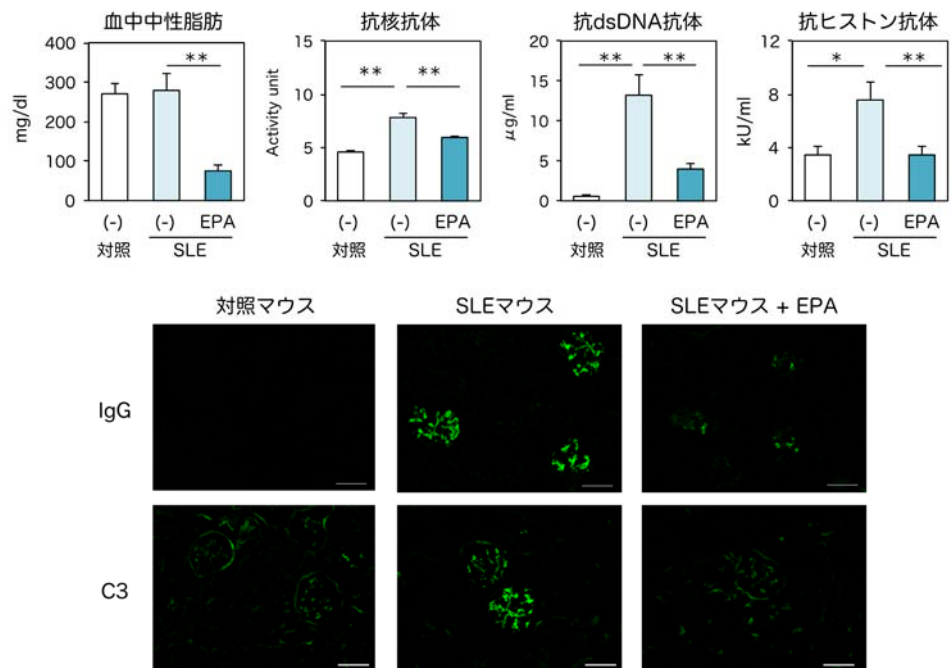 血中中性脂肪
mg/dl
400
300
200
100
0
**
(-) (-) EPA
対照 SLE
抗核抗体
Activity unit
15
10
5
0
** **
(-) (-) EPA
対照 SLE
抗dsDNA抗体
μg/ml
20
15
10
5
0
** **
(-) (-) EPA
対照 SLE
抗ヒストン抗体
kU/ml
12
8
4
0
* **
(-) (-) EPA
対照 SLE
対照マウス SLEマウス SLEマウス + EPA
IgG
C3